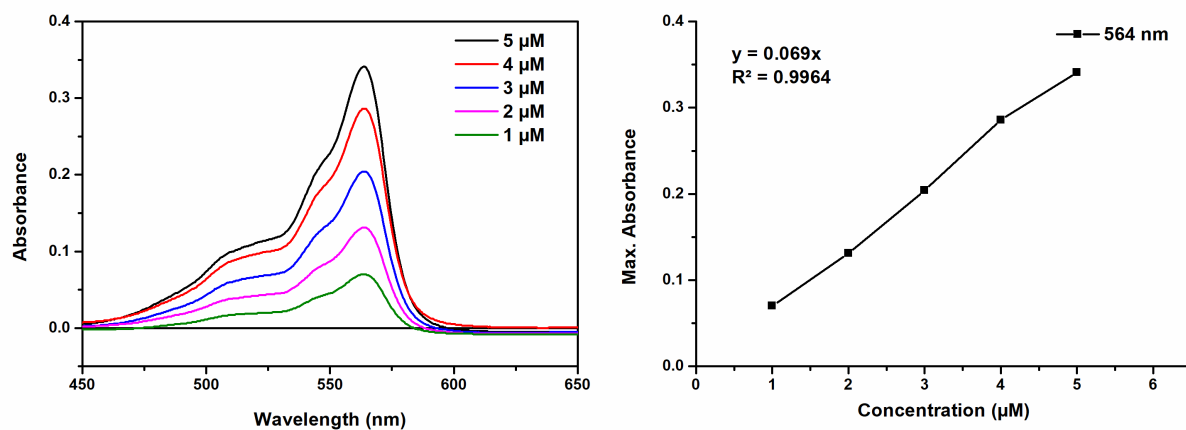 0.4
0.3
0.2
0.1
0.0
450
500
550
600
650
Absorbance
Wavelength (nm)
5 µM
4 µM
3 µM
2 µM
1 µM
0.4
0.3
0.2
0.1
0.0
0
1
2
3
4
5
6
Max. Absorbance
Concentration (µM)
y = 0.069x
R² = 0.9964
564 nm